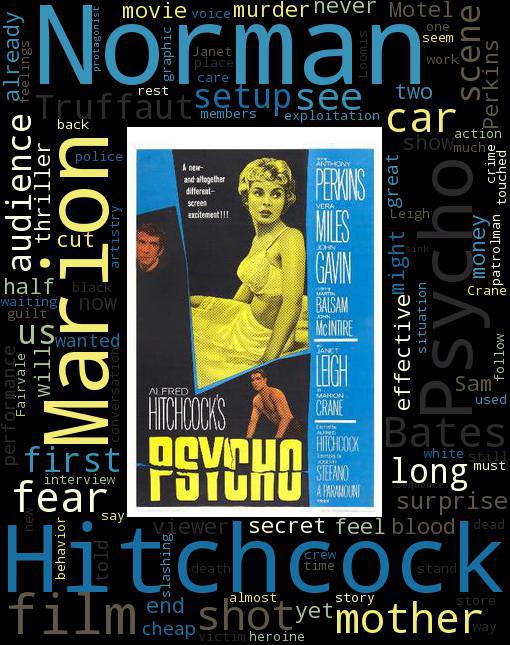 movie
voice
murder
never
Motel
already
Norman
protagonist
graphic
Janet
place
care
Loomis
one
seem
work
scene
Perkins
feelings
rest
setup
see
two
Truffaut
members
exploitation
car
action
back
show
much
crime
touched
audience
thriller
police
Marion
cut
artistry
great
Leigh
Psycho
patrolman
money
might
sink
half
black
waiting
now
guilt
us
wanted
will
Fairvale
performance
conversation
situation
Crane
effective
follow
Sam
used
Bates
first
interview
white
still
long
must
fear
sequence
surprise
say
new
behavior
told
viewer
secret
feel
blood
dead
Hitchcock
slashing
crew
time
death
stand
film
end
cheap
almost
shot
story
yet
mother
store
way
victim
heroine
A new—
and altogether
different—
screen
excitement!!!
ANTHONY
PERKINS
VERA
MILES
JOHN
GAVIN
MARTIN
BALSAM
JOHN
McINTIRE
JANET
LEIGH
MARION
CRANE
ALFRED
HITCHCOCK'S
PSYCHO
Directed by
ALFRED
HITCHCOCK
JOSEPH
STEFANO
A PARAMOUNT